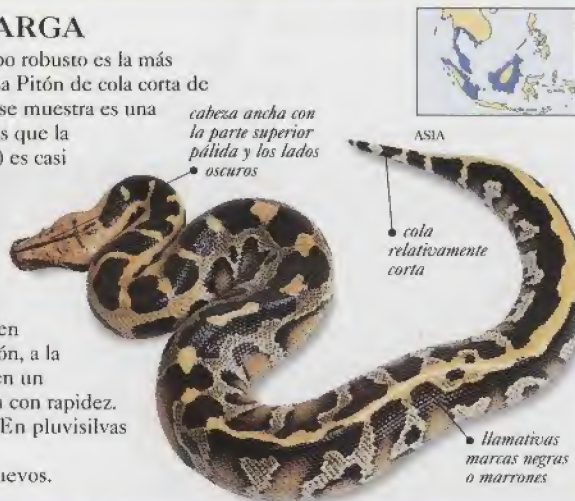 ARGA
po robusto es la más
a Pitón de cola corta de
se muestra es una
s que la
) es casi
en
ón, a la
en un
con rapidez.
En pluvisilvas
uevos.
cabeza ancha con
la parte superior
pálida y los lados
oscuros
ASIA
cola
relativamente
corta
llamativas
marcas negras
o marrones